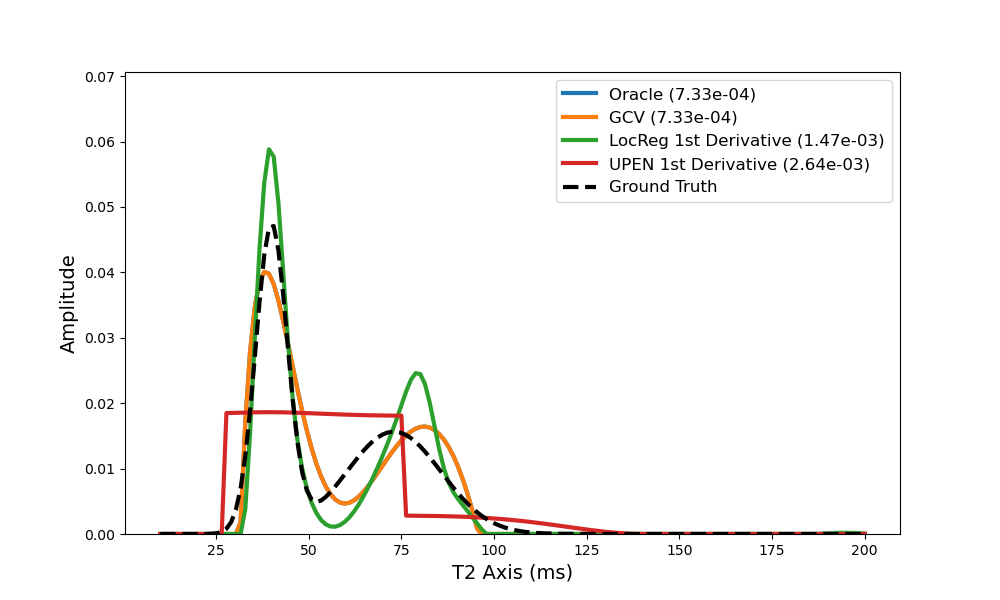 0.07
0.06
0.05
0.04
0.03
0.02
0.01
0.00
Amplitude
25
50
75
100
125
150
175
200
T2 Axis (ms)
Oracle (7.33e-04)
GCV (7.33e-04)
LocReg 1st Derivative (1.47e-03)
UPEN 1st Derivative (2.64e-03)
Ground Truth